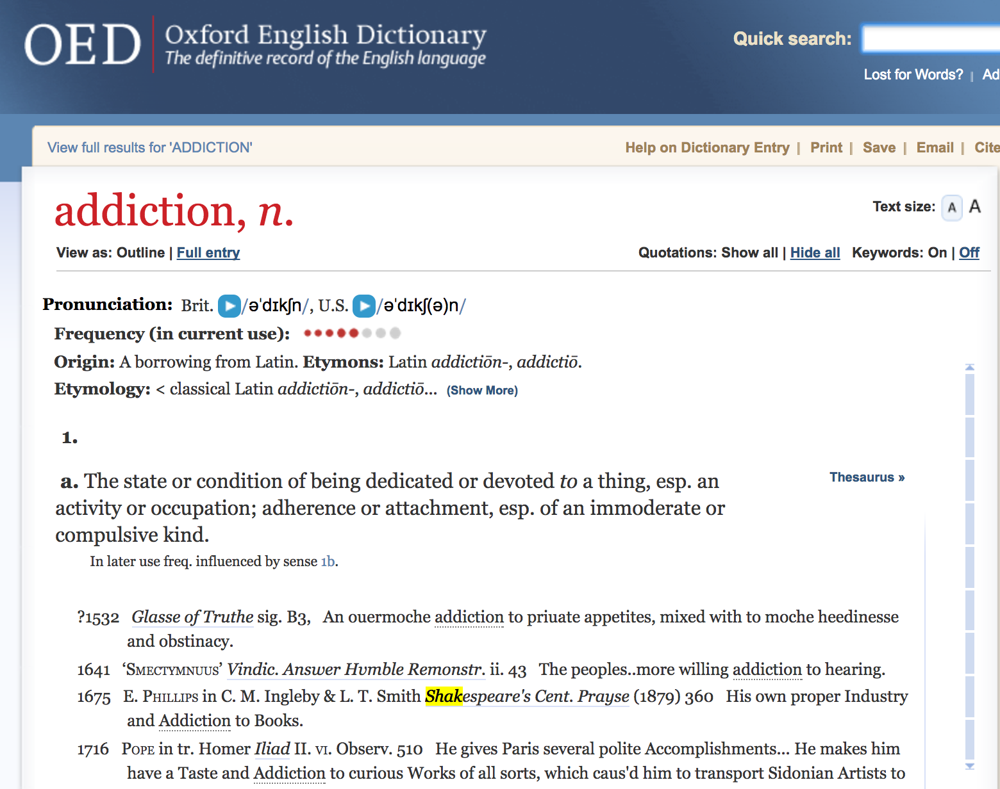 OED Oxford English Dictionary
The definitive record of the English language
Quick search:
Lost for Words? | Ad
View full results for 'ADDICTION'
Help on Dictionary Entry | Print | Save | Email | Cite
addiction, n.
Text size: A A
View as: Outline | Full entry
Quotations: Show all | Hide all Keywords: On | Off
Pronunciation: Brit. /əˈdɪkʃn/, U.S. /əˈdɪkʃ(ə)n/
Frequency (in current use):
Origin: A borrowing from Latin. Etymons: Latin addictiōn-, addictiō.
Etymology: < classical Latin addictiōn-, addictiō... (Show More)
1.
a. The state or condition of being dedicated or devoted to a thing, esp. an
Thesaurus »
activity or occupation; adherence or attachment, esp. of an immoderate or
compulsive kind.
In later use freq. influenced by sense 1b.
?1532 Glasse of Truthe sig. B3, An ouermoche addiction to priuate appetites, mixed with to moche heedinesse
and obstinacy.
1641 ‘Smectymnuus’ Vindic. Answer Hvmble Remonstr. ii. 43 The peoples..more willing addiction to hearing.
1675 E. Phillips in C. M. Ingleby & L. T. Smith Shakespeare's Cent. Prayse (1879) 360 His own proper Industry
and Addiction to Books.
1716 Pope in tr. Homer Iliad II. vi. Observ. 510 He gives Paris several polite Accomplishments... He makes him
have a Taste and Addiction to curious Works of all sorts, which caus'd him to transport Sidonian Artists to